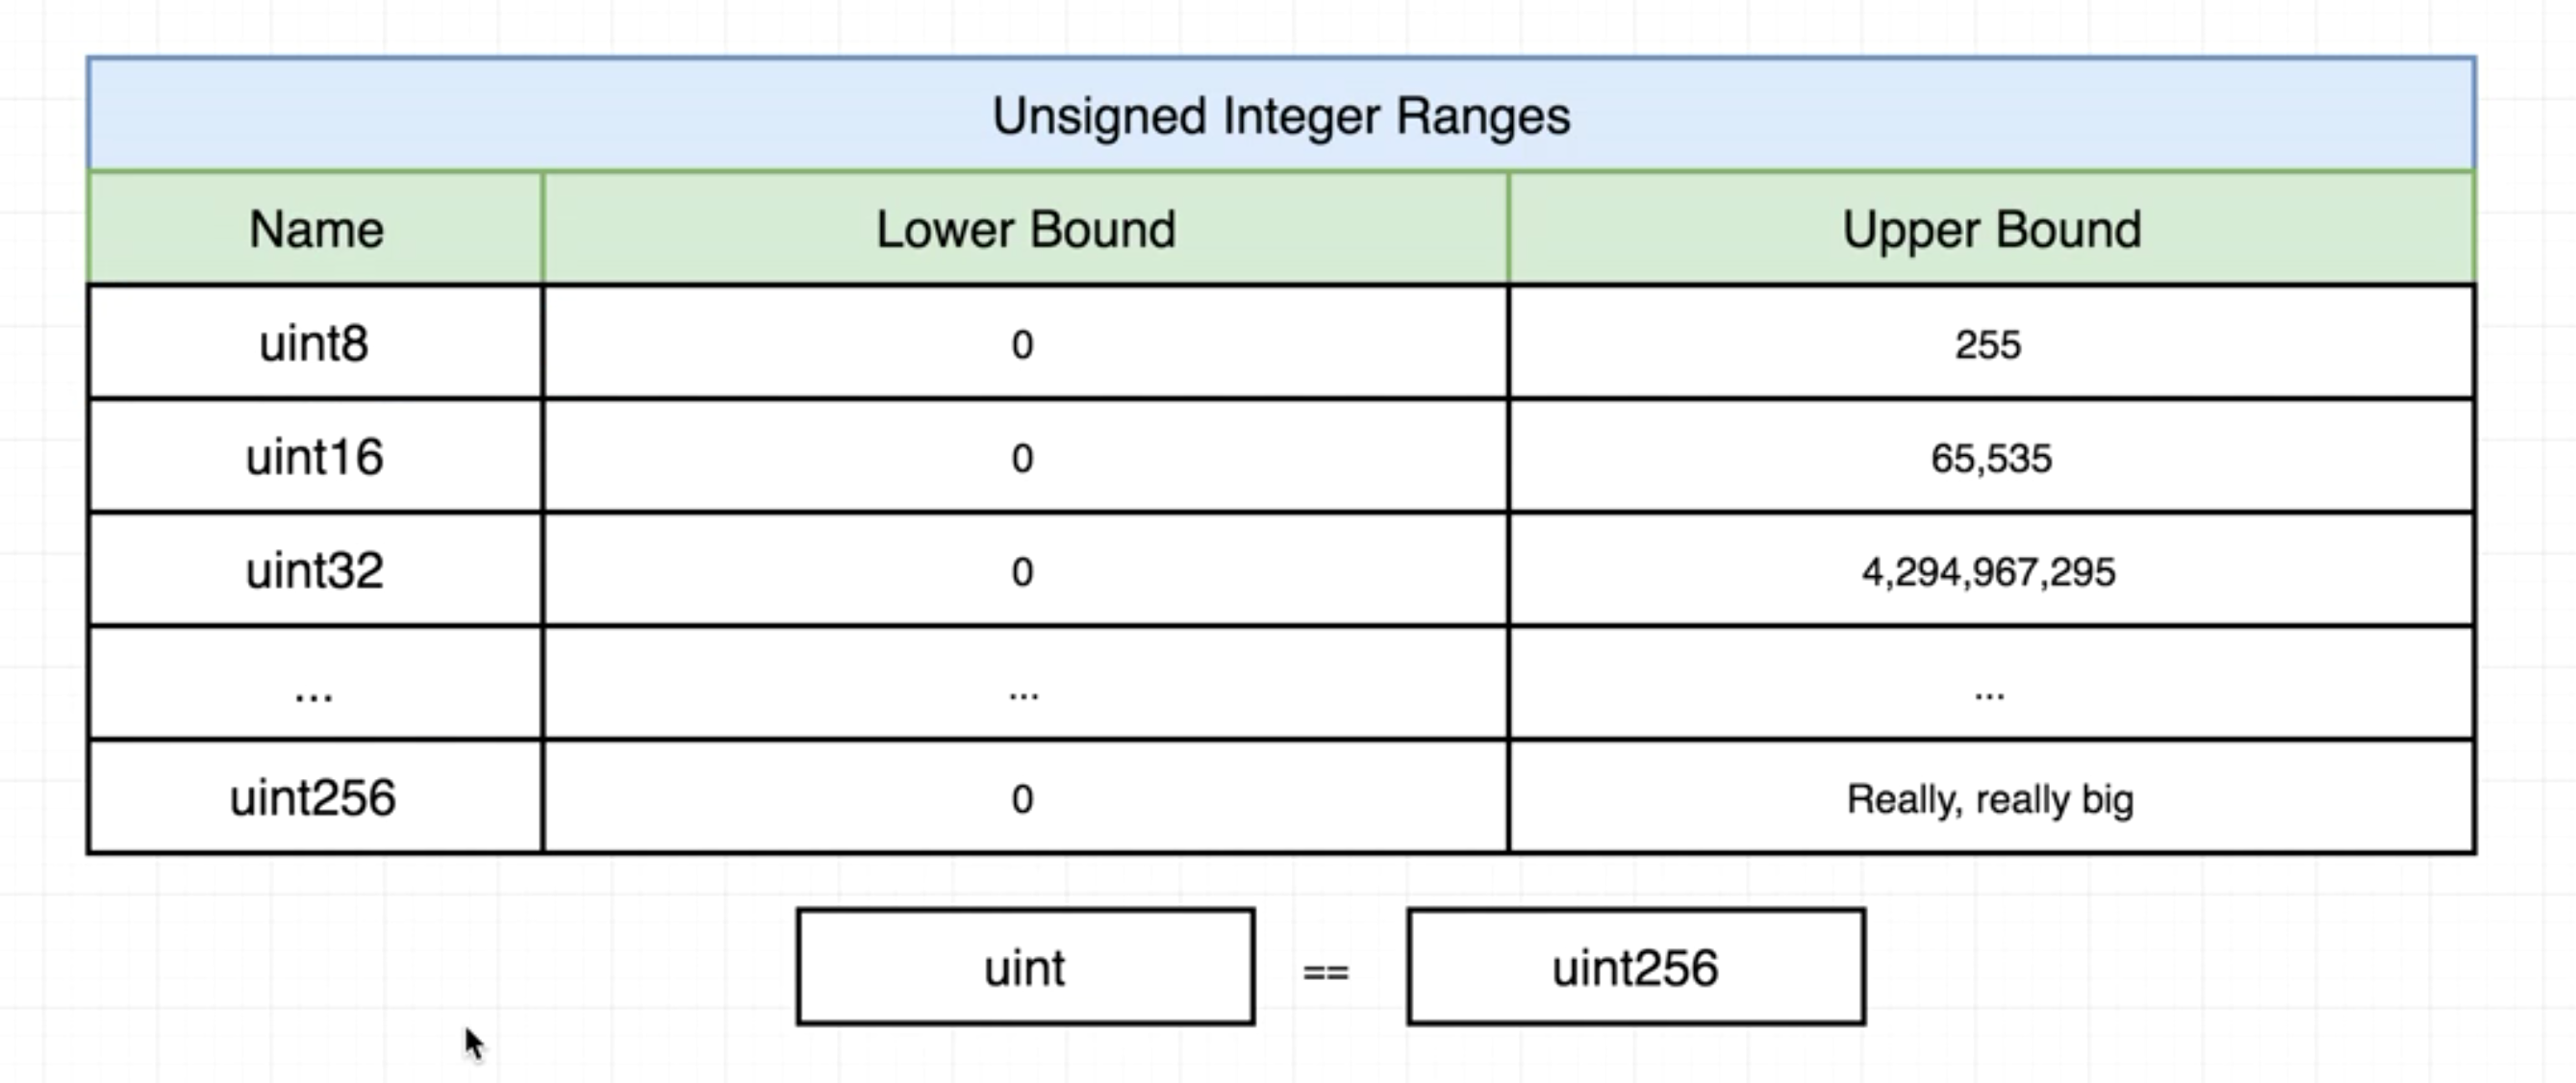 Unsigned Integer Ranges
Name Lower Bound Upper Bound
uint8 0 255
uint16 0 65,535
uint32 0 4,294,967,295
... ... ...
uint256 0 Really, really big
uint == uint256